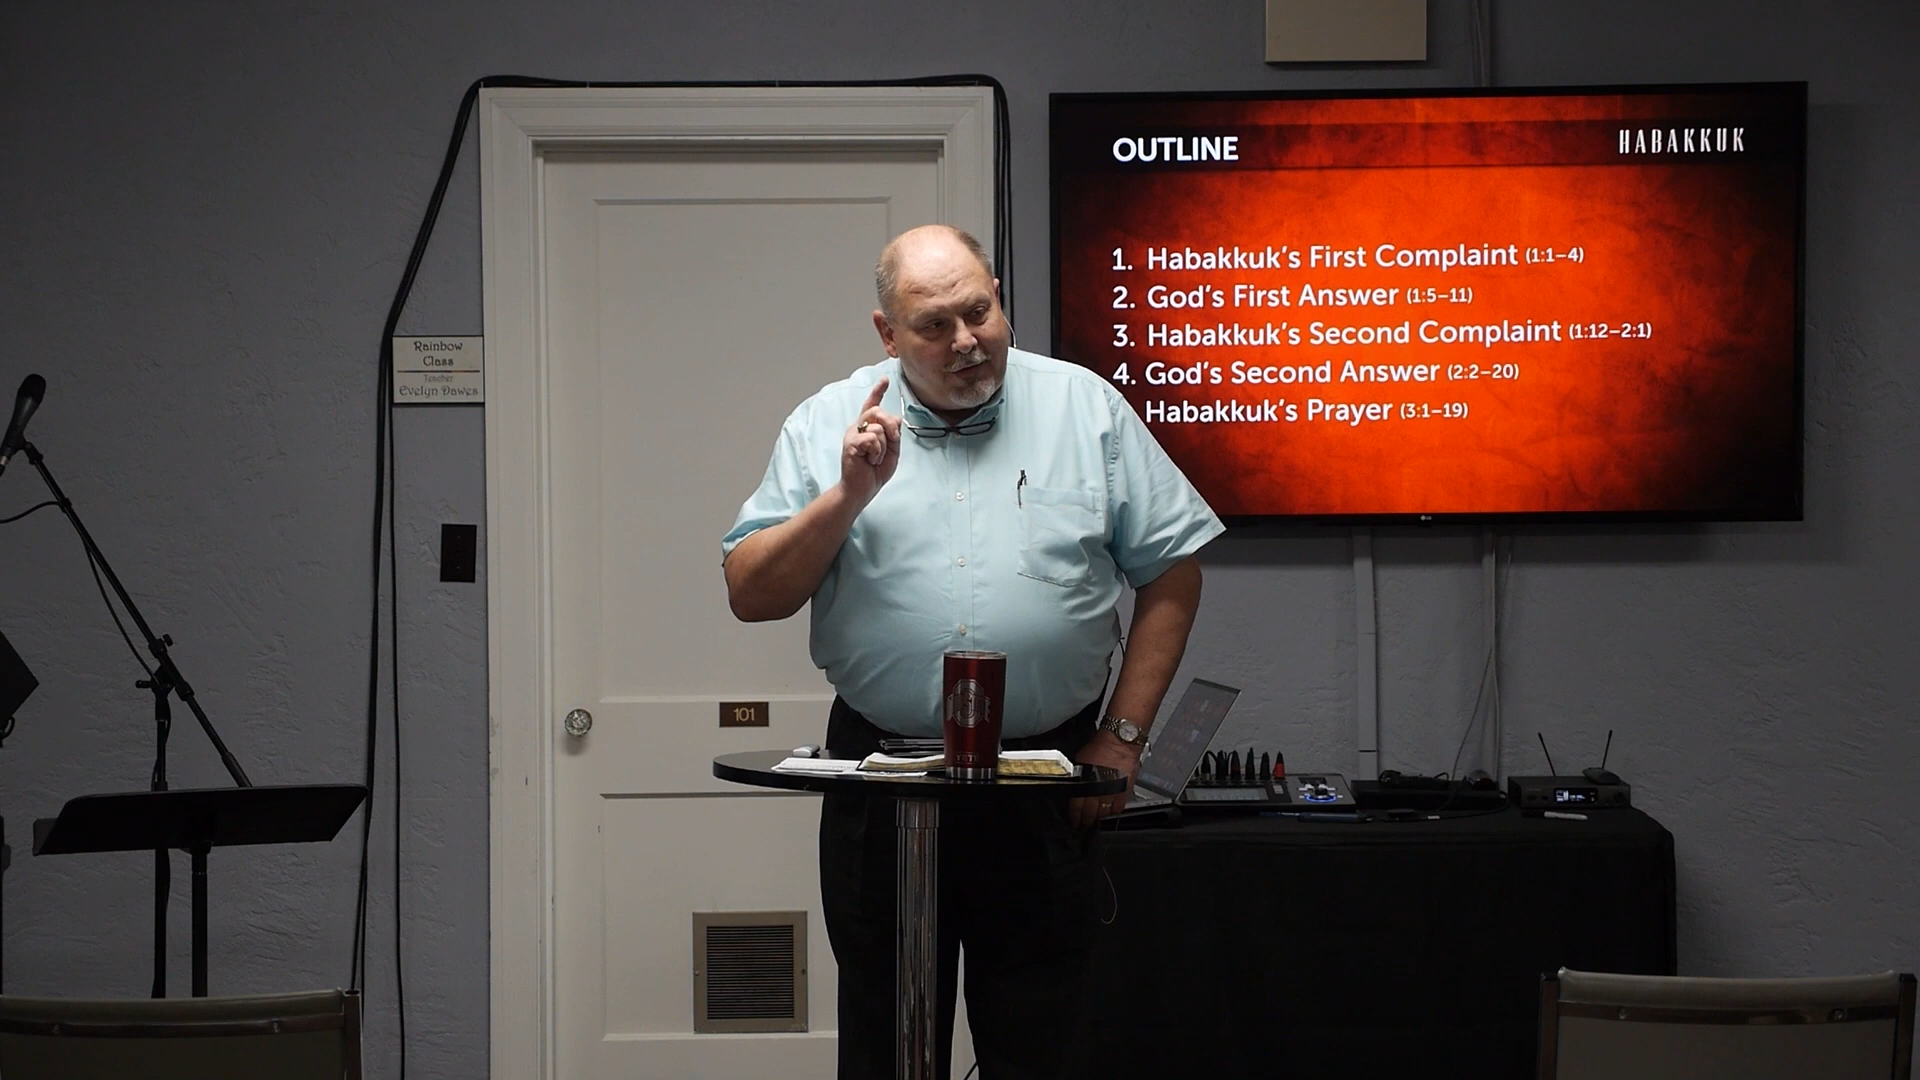 OUTLINE
HABAKKUK
1. Habakkuk's First Complaint (1:1–4)
2. God's First Answer (1:5–11)
3. Habakkuk's Second Complaint (1:12–2:1)
4. God's Second Answer (2:2–20)
Habakkuk's Prayer (3:1–19)
Rainbow
Class
Teacher
Evelyn Dawes
101
YETI
LG